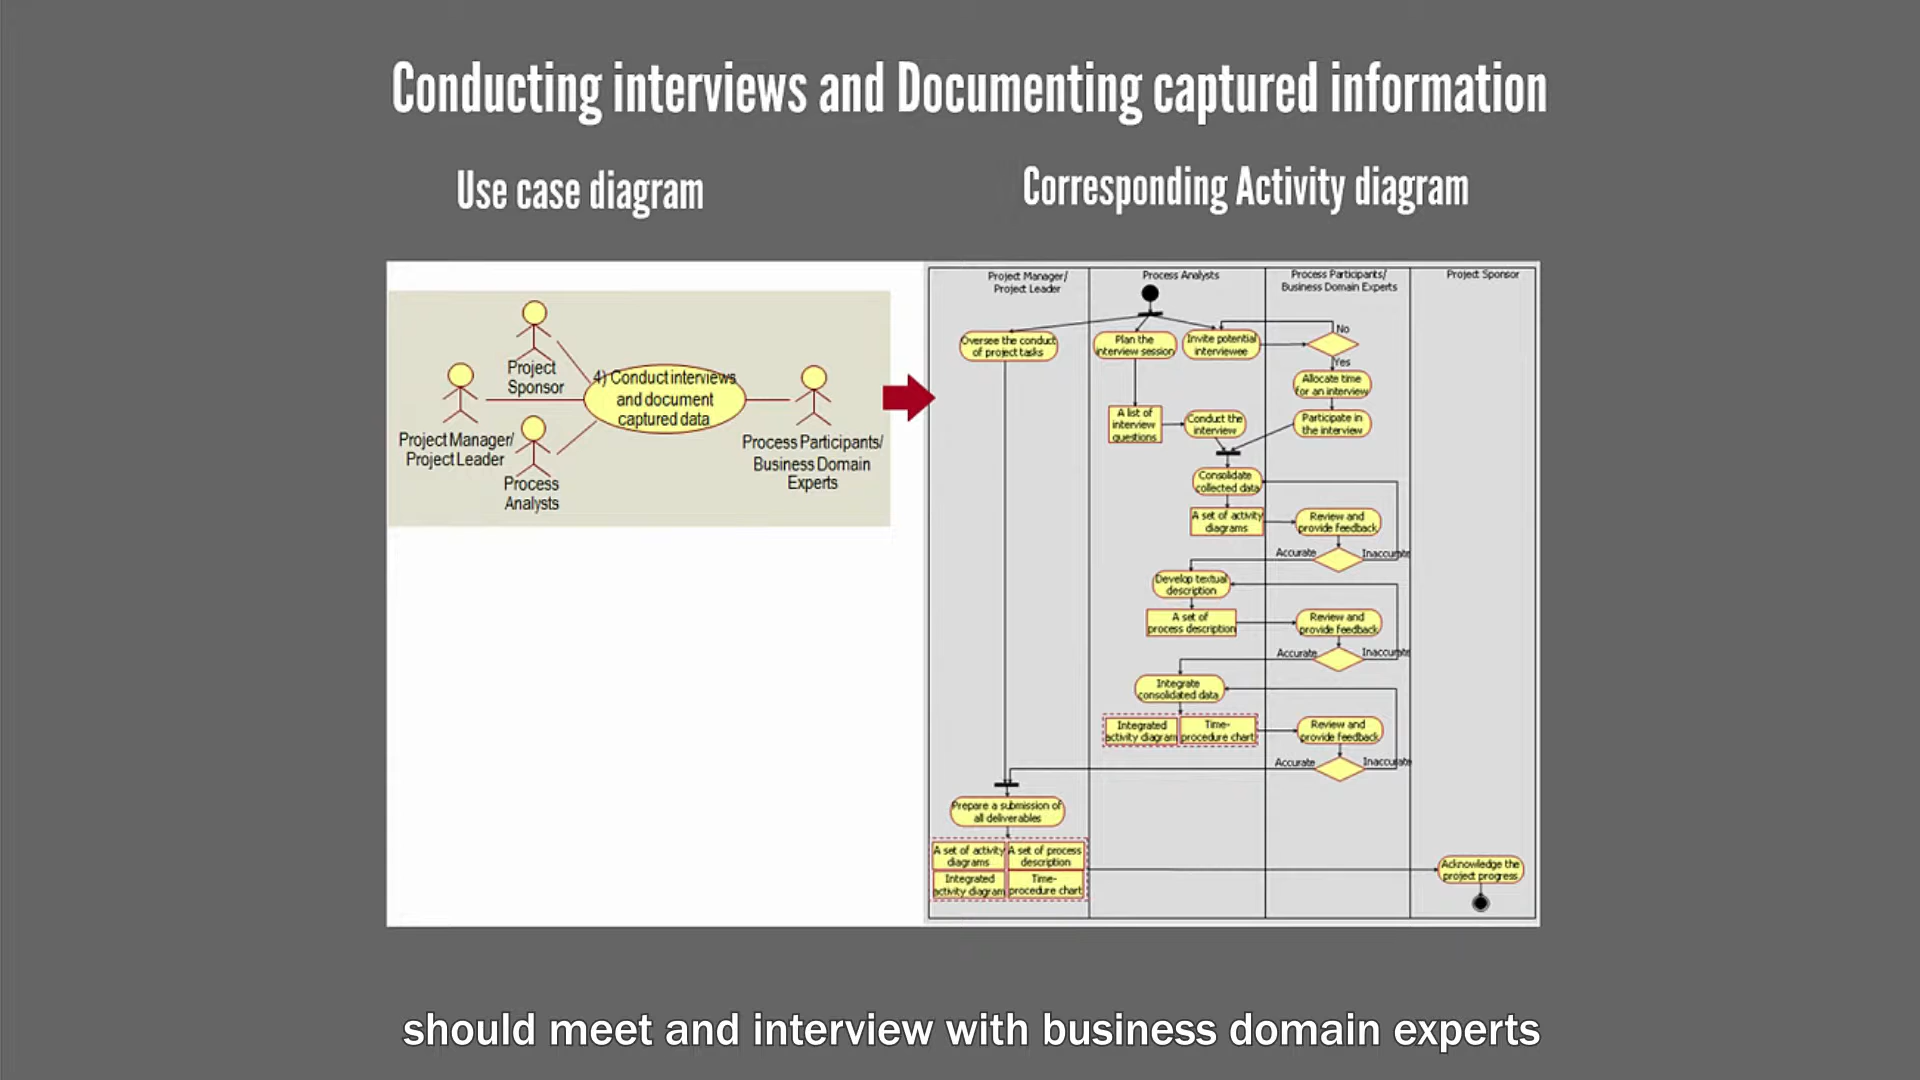 Conducting interviews and Documenting captured information
Use case diagram
Corresponding Activity diagram
Project
Sponsor
Project Manager/
Project Leader
Process
Analysts
4) Conduct interviews
and document
captured data
Process Participants/
Business Domain
Experts
Project Manager/
Project Leader
Process Analysts
Process Participants/
Business Domain Experts
Project Sponsor
Oversee the conduct
of project tasks
Plan the
interview session
Invite potential
interviewee
No
Yes
Allocate time
for an interview
A list of
interview
questions
Conduct the
interview
Participate in
the interview
Consolidate
collected data
A set of activity
diagrams
Review and
provide feedback
Accurate
Inaccurate
Develop textual
description
A set of
process description
Review and
provide feedback
Accurate
Inaccurate
Integrate
consolidated data
Integrated
activity diagram
Time-
procedure chart
Review and
provide feedback
Accurate
Inaccurate
Prepare a submission of
all deliverables
A set of activity
diagrams
A set of process
description
Integrated
activity diagram
Time-
procedure chart
Acknowledge the
project progress
should meet and interview with business domain experts